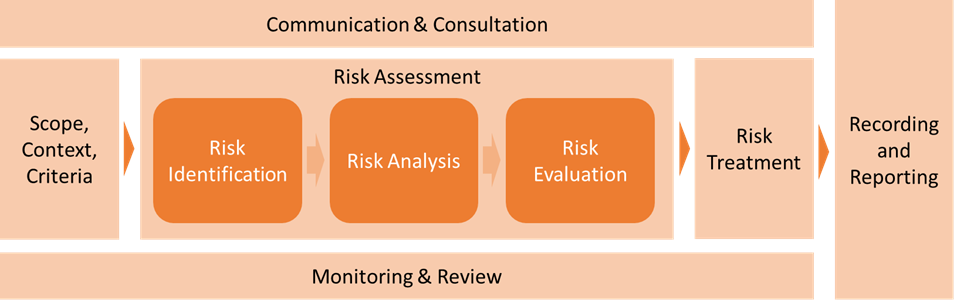 Communication & Consultation
Scope,
Context,
Criteria
Risk Assessment
Risk
Identification
Risk Analysis
Risk
Evaluation
Risk
Treatment
Recording
and
Reporting
Monitoring & Review